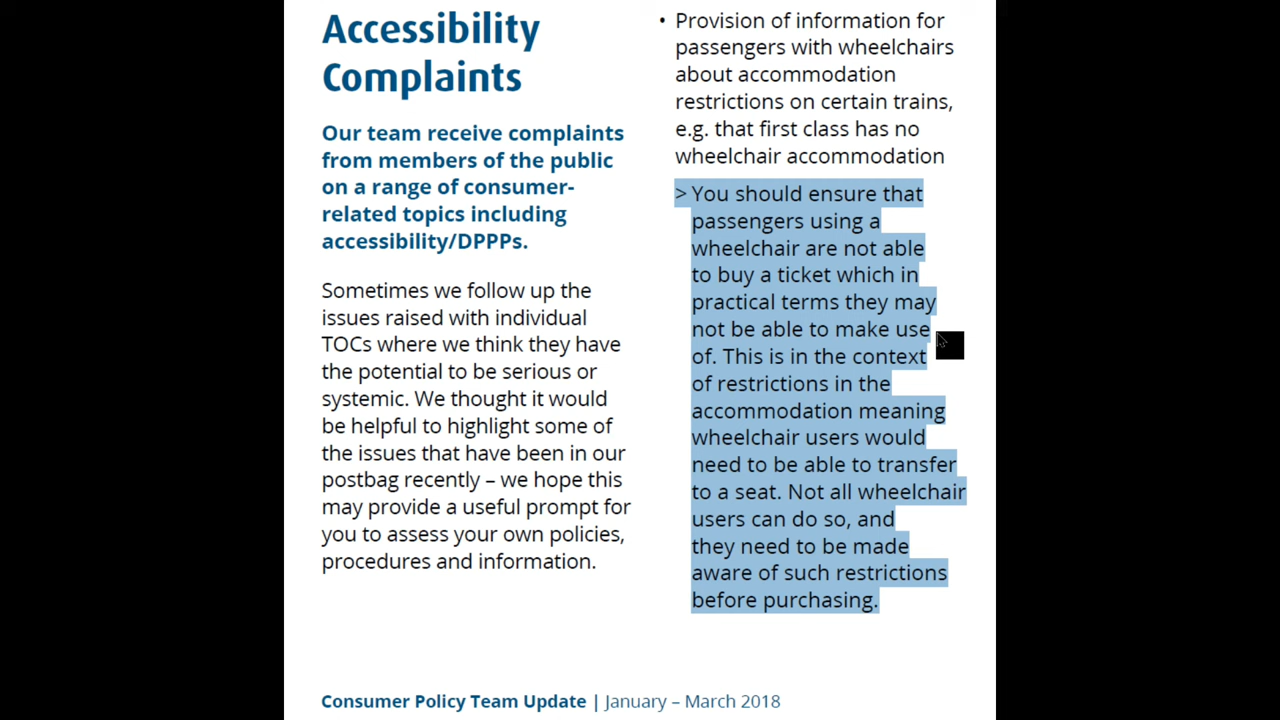 Accessibility
Complaints
Our team receive complaints
from members of the public
on a range of consumer-
related topics including
accessibility/DPPPs.
Sometimes we follow up the
issues raised with individual
TOCs where we think they have
the potential to be serious or
systemic. We thought it would
be helpful to highlight some of
the issues that have been in our
postbag recently – we hope this
may provide a useful prompt for
you to assess your own policies,
procedures and information.
• Provision of information for
passengers with wheelchairs
about accommodation
restrictions on certain trains,
e.g. that first class has no
wheelchair accommodation
> You should ensure that
passengers using a
wheelchair are not able
to buy a ticket which in
practical terms they may
not be able to make use
of. This is in the context
of restrictions in the
accommodation meaning
wheelchair users would
need to be able to transfer
to a seat. Not all wheelchair
users can do so, and
they need to be made
aware of such restrictions
before purchasing.
Consumer Policy Team Update | January – March 2018